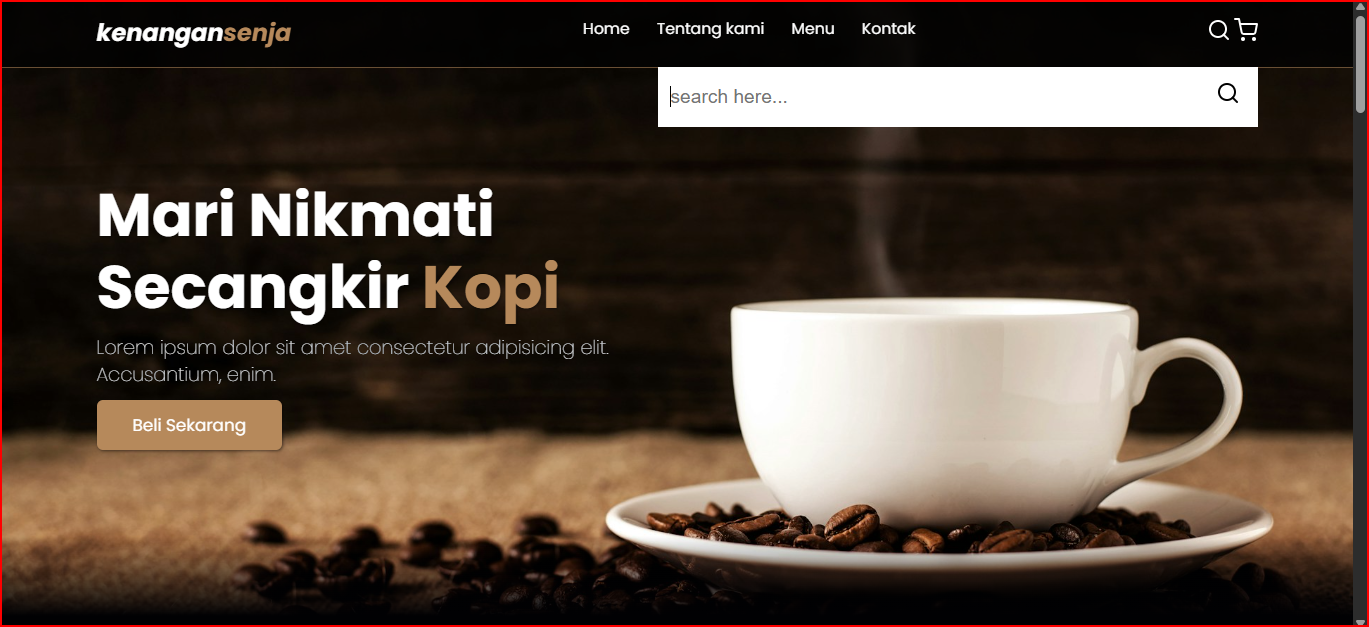 kenangansenja
Home
Tentang kami
Menu
Kontak
search here...
Mari Nikmati
Secangkir Kopi
Lorem ipsum dolor sit amet consectetur adipisicing elit.
Accusantium, enim.
Beli Sekarang